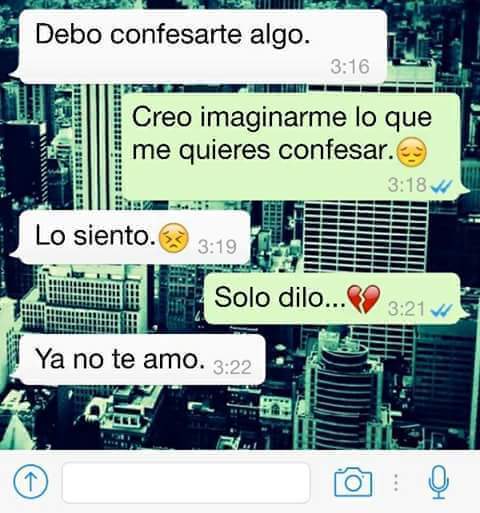 Debo confesarte algo.
3:16
Creo imaginarme lo que
me quieres confesar.😔
3:18
Lo siento.😣 3:19
Solo dilo...💔 3:21
Ya no te amo. 3:22